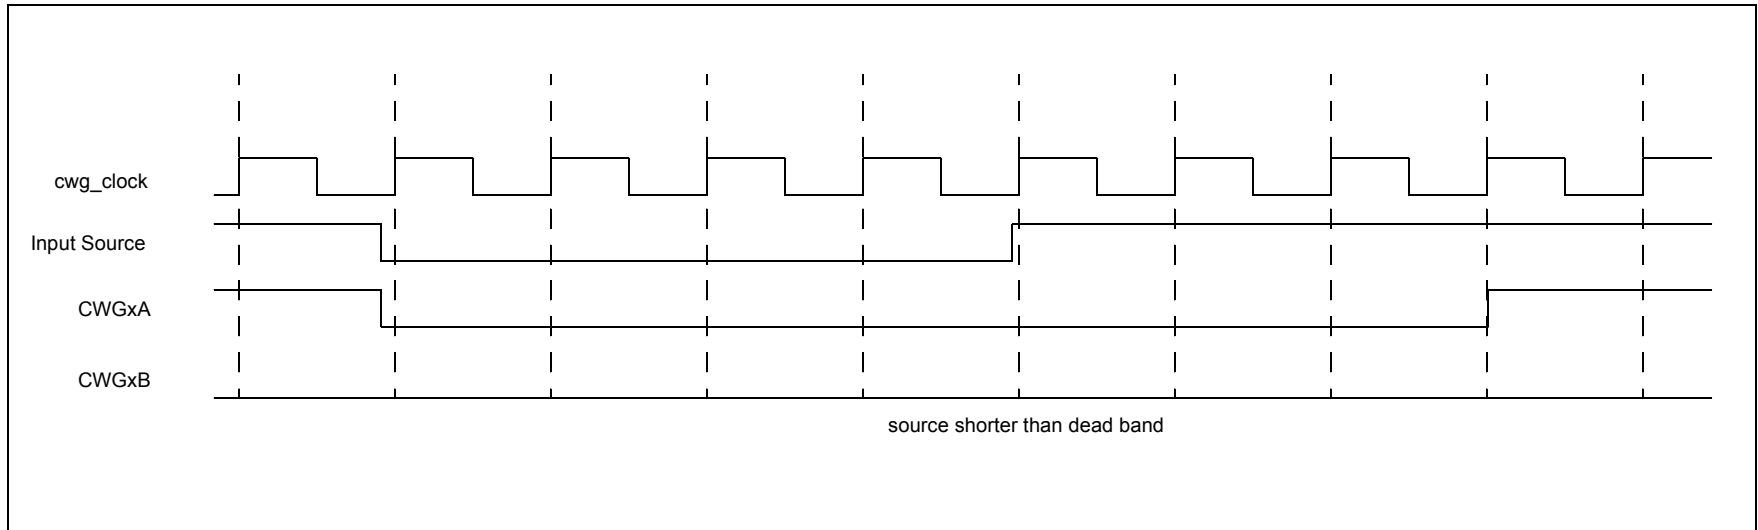 cwg_clock
Input Source
CWGxA
CWGxB
source shorter than dead band